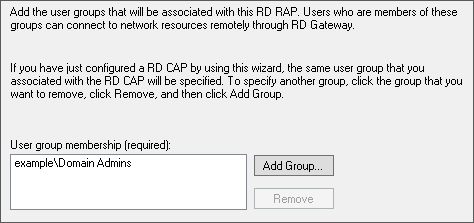 Add the user groups that will be associated with this RD RAP. Users who are members of these
groups can connect to network resources remotely through RD Gateway.
If you have just configured a RD CAP by using this wizard, the same user group that you
associated with the RD CAP will be specified. To specify another group, click the group that you
want to remove, click Remove, and then click Add Group.
User group membership (required):
example\Domain Admins
Add Group...
Remove